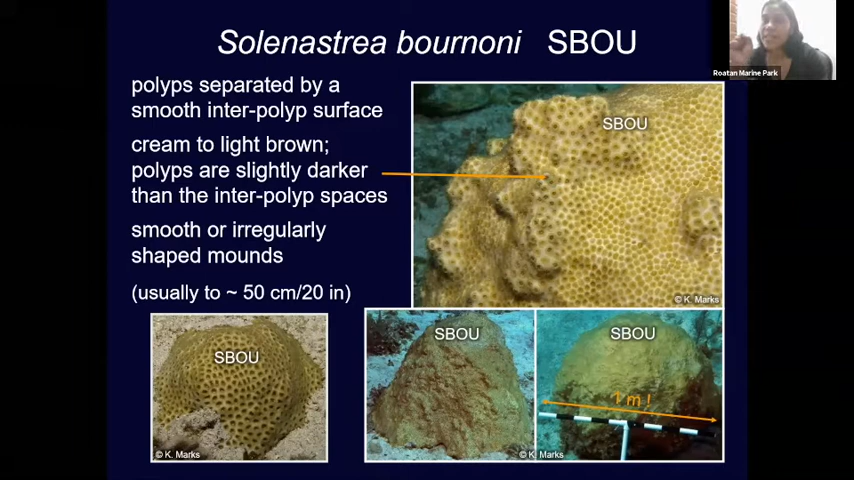 Solenastrea bournoni SBOU
Roatan Marine Park
polyps separated by a
smooth inter-polyp surface
cream to light brown;
polyps are slightly darker
than the inter-polyp spaces
smooth or irregularly
shaped mounds
(usually to ~ 50 cm/20 in)
SBOU
© K. Marks
SBOU
© K. Marks
SBOU
© K. Marks
SBOU
1 m !